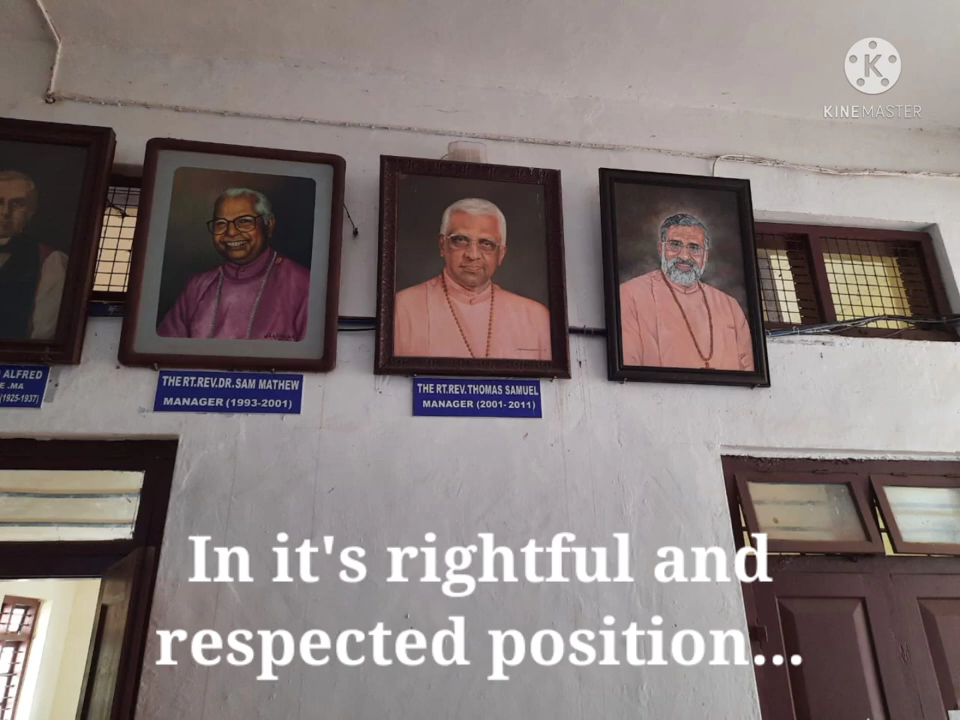 K
KINEMASTER
ALFRED
E .MA
(1925-1937)
THE RT.REV.DR.SAM MATHEW
MANAGER (1993-2001)
THE RT.REV.THOMAS SAMUEL
MANAGER (2001-2011)
In it's rightful and
respected position...